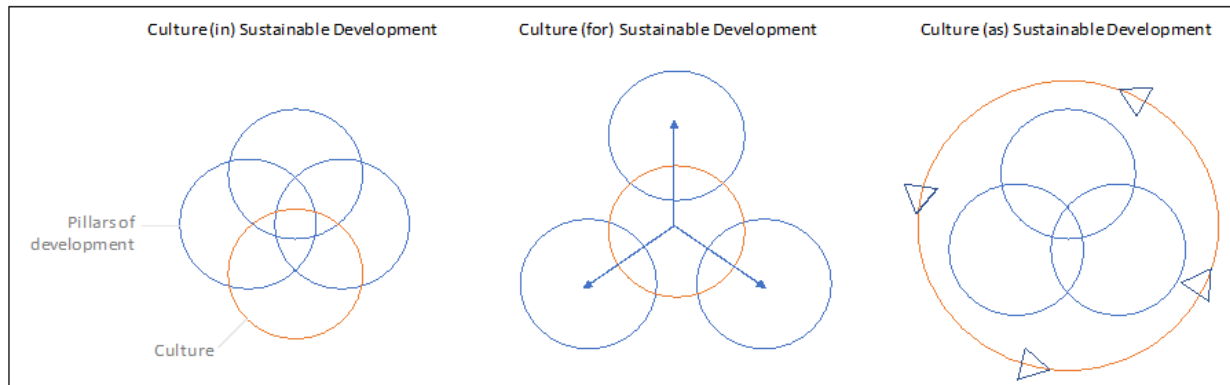 Culture (in) Sustainable Development
Culture (for) Sustainable Development
Culture (as) Sustainable Development
Pillars of
development
Culture